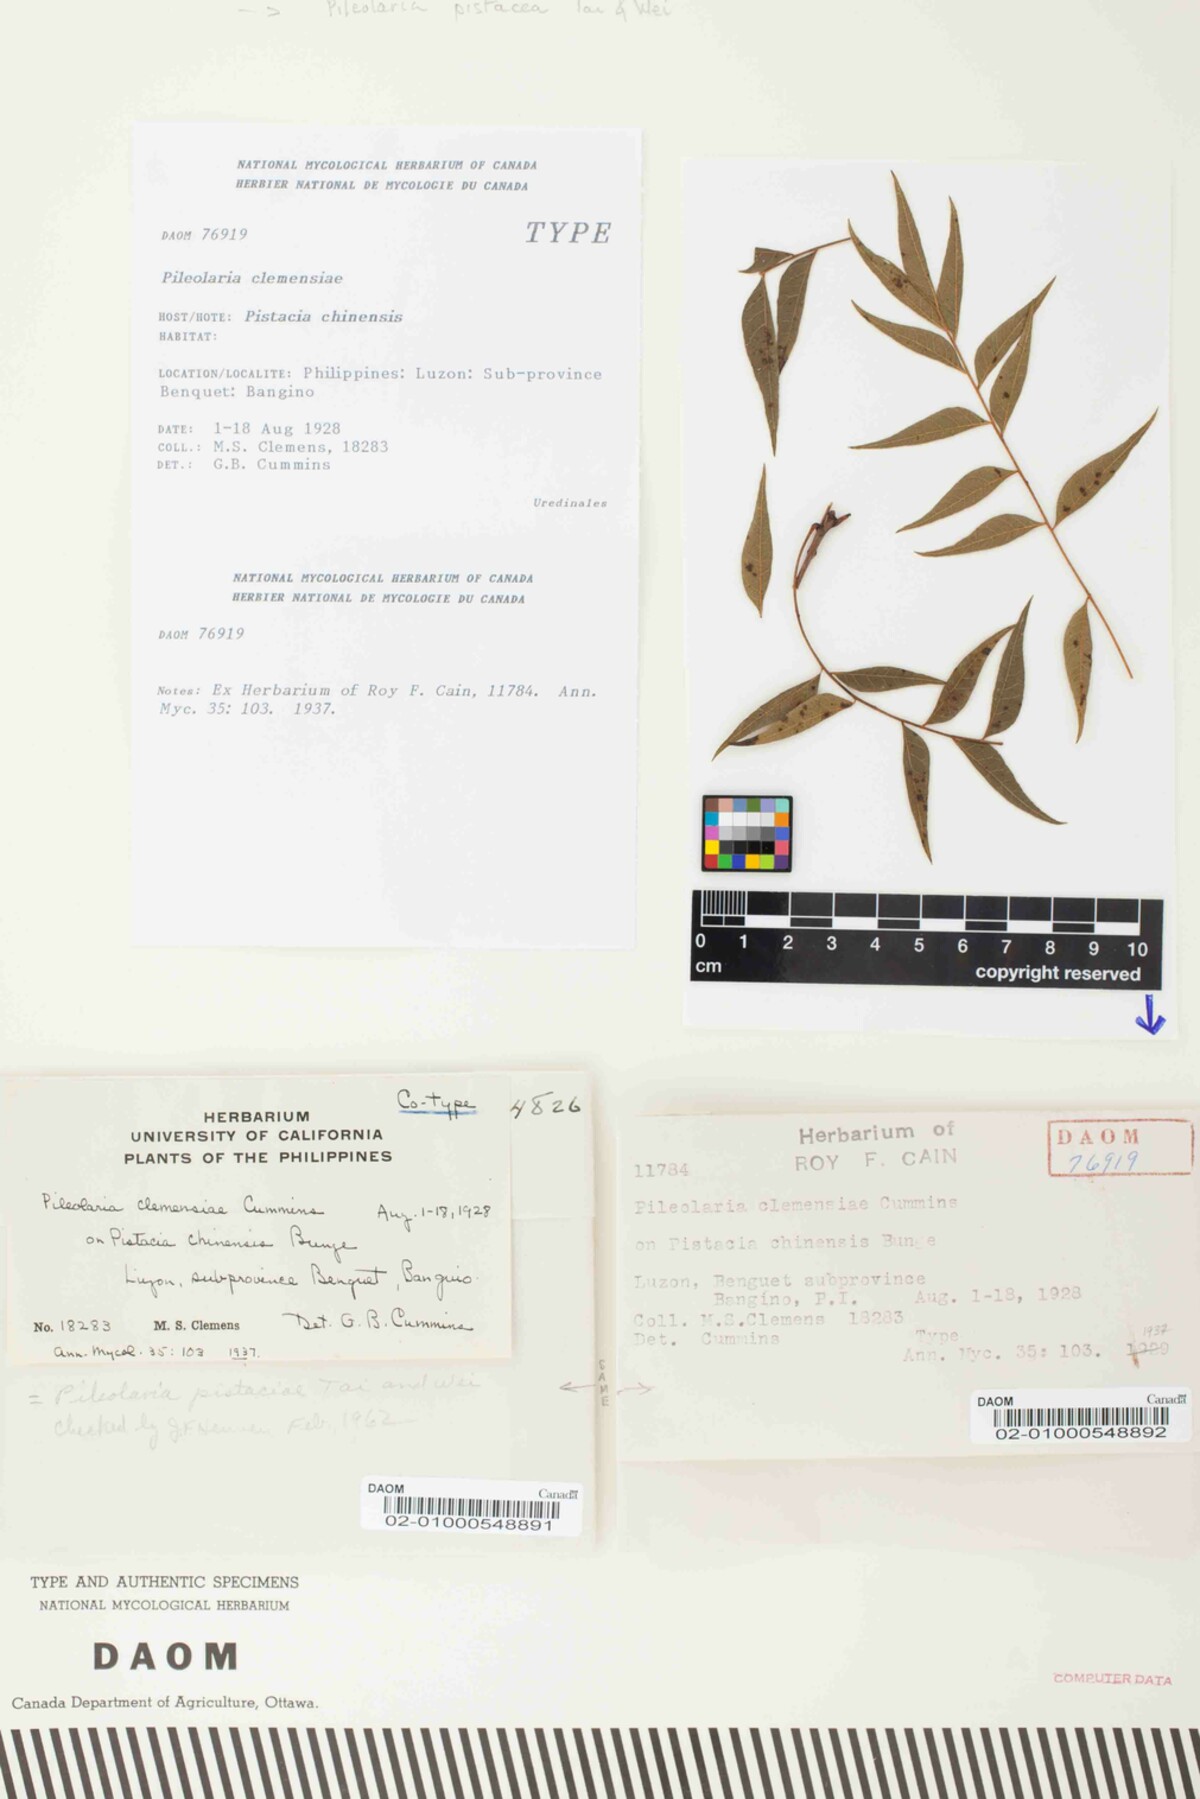 --> Pileolaria pistacea Tai & Wei
NATIONAL MYCOLOGICAL HERBARIUM OF CANADA
HERBIER NATIONAL DE MYCOLOGIE DU CANADA
DAOM 76919
TYPE
Pileolaria clemensiae
HOST/HOTE: Pistacia chinensis
HABITAT:
LOCATION/LOCALITE: Philippines: Luzon: Sub-province
Benquet: Bangino
DATE: 1-18 Aug 1928
COLL.: M.S. Clemens, 18283
DET.: G.B. Cummins
Uredinales
NATIONAL MYCOLOGICAL HERBARIUM OF CANADA
HERBIER NATIONAL DE MYCOLOGIE DU CANADA
DAOM 76919
Notes: Ex Herbarium of Roy F. Cain, 11784. Ann.
Myc. 35: 103. 1937.
0 1 2 3 4 5 6 7 8 9 10
cm
copyright reserved
Co-type
4826
HERBARIUM
UNIVERSITY OF CALIFORNIA
PLANTS OF THE PHILIPPINES
Pileolaria clemensiae Cummins Aug. 1-18, 1928
on Pistacia chinensis Bunge
Luzon, subprovince Benguet, Banguio.
No. 18283 M. S. Clemens Det. G. B. Cummins
Ann. Mycol. 35: 103 1937.
= Pileolaria pistaciae Tai and Wei
Checked by Feb. 1962
DAOM Canada
02-01000548891
SAME
Herbarium of
ROY F. CAIN
DAOM
76919
11784
Pileolaria clemensiae Cummins
on Pistacia chinensis Bunge
Luzon, Benguet subprovince
Bangino, P.I. Aug. 1-18, 1928
Coll. M.S.Clemens 18283
Det. Cummins Type
1937
Ann. Myc. 35: 103.
DAOM Canada
02-01000548892
TYPE AND AUTHENTIC SPECIMENS
NATIONAL MYCOLOGICAL HERBARIUM
DAOM
Canada Department of Agriculture, Ottawa.
COMPUTER DATA